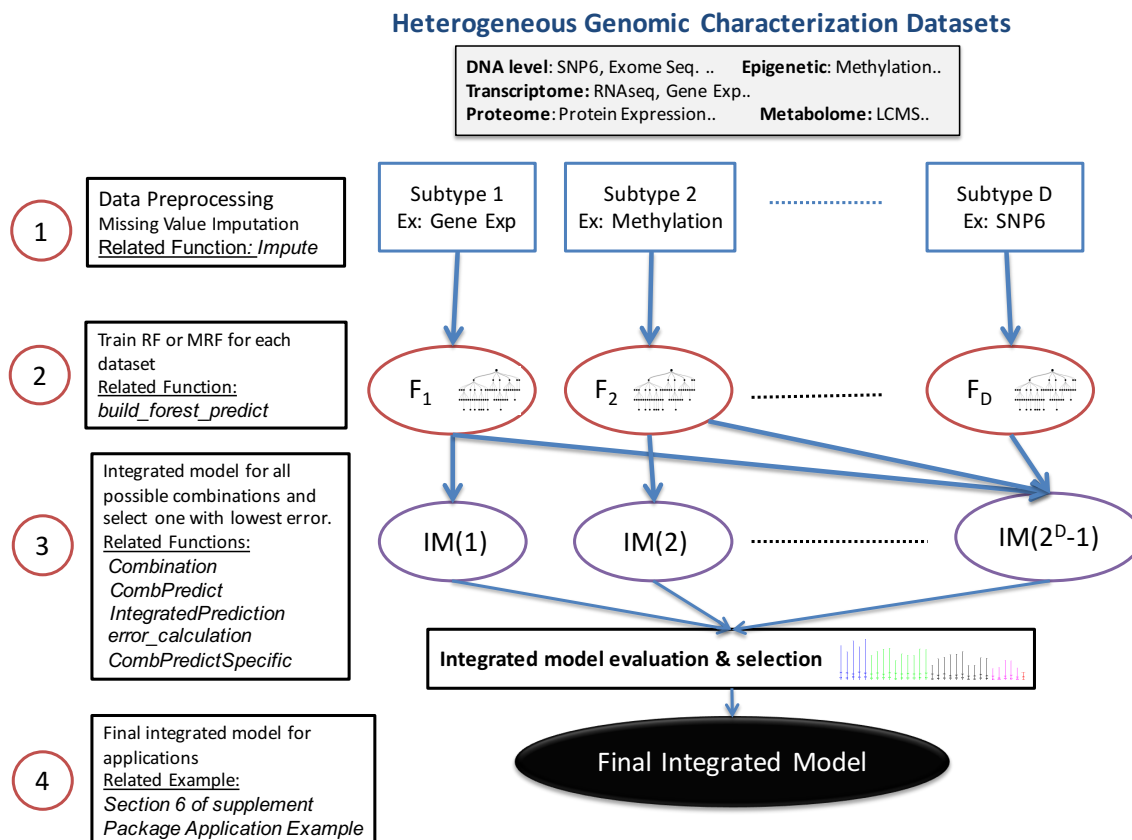 Heterogeneous Genomic Characterization Datasets
DNA level: SNP6, Exome Seq. .. Epigenetic: Methylation..
Transcriptome: RNAseq, Gene Exp..
Proteome: Protein Expression.. Metabolome: LCMS..
1
Data Preprocessing
Missing Value Imputation
Related Function: Impute
Subtype 1
Ex: Gene Exp
Subtype 2
Ex: Methylation
Subtype D
Ex: SNP6
2
Train RF or MRF for each
dataset
Related Function:
build_forest_predict
F1
F2
FD
3
Integrated model for all
possible combinations and
select one with lowest error.
Related Functions:
Combination
CombPredict
IntegratedPrediction
error_calculation
CombPredictSpecific
IM(1)
IM(2)
IM(2^D-1)
Integrated model evaluation & selection
4
Final integrated model for
applications
Related Example:
Section 6 of supplement
Package Application Example
Final Integrated Model